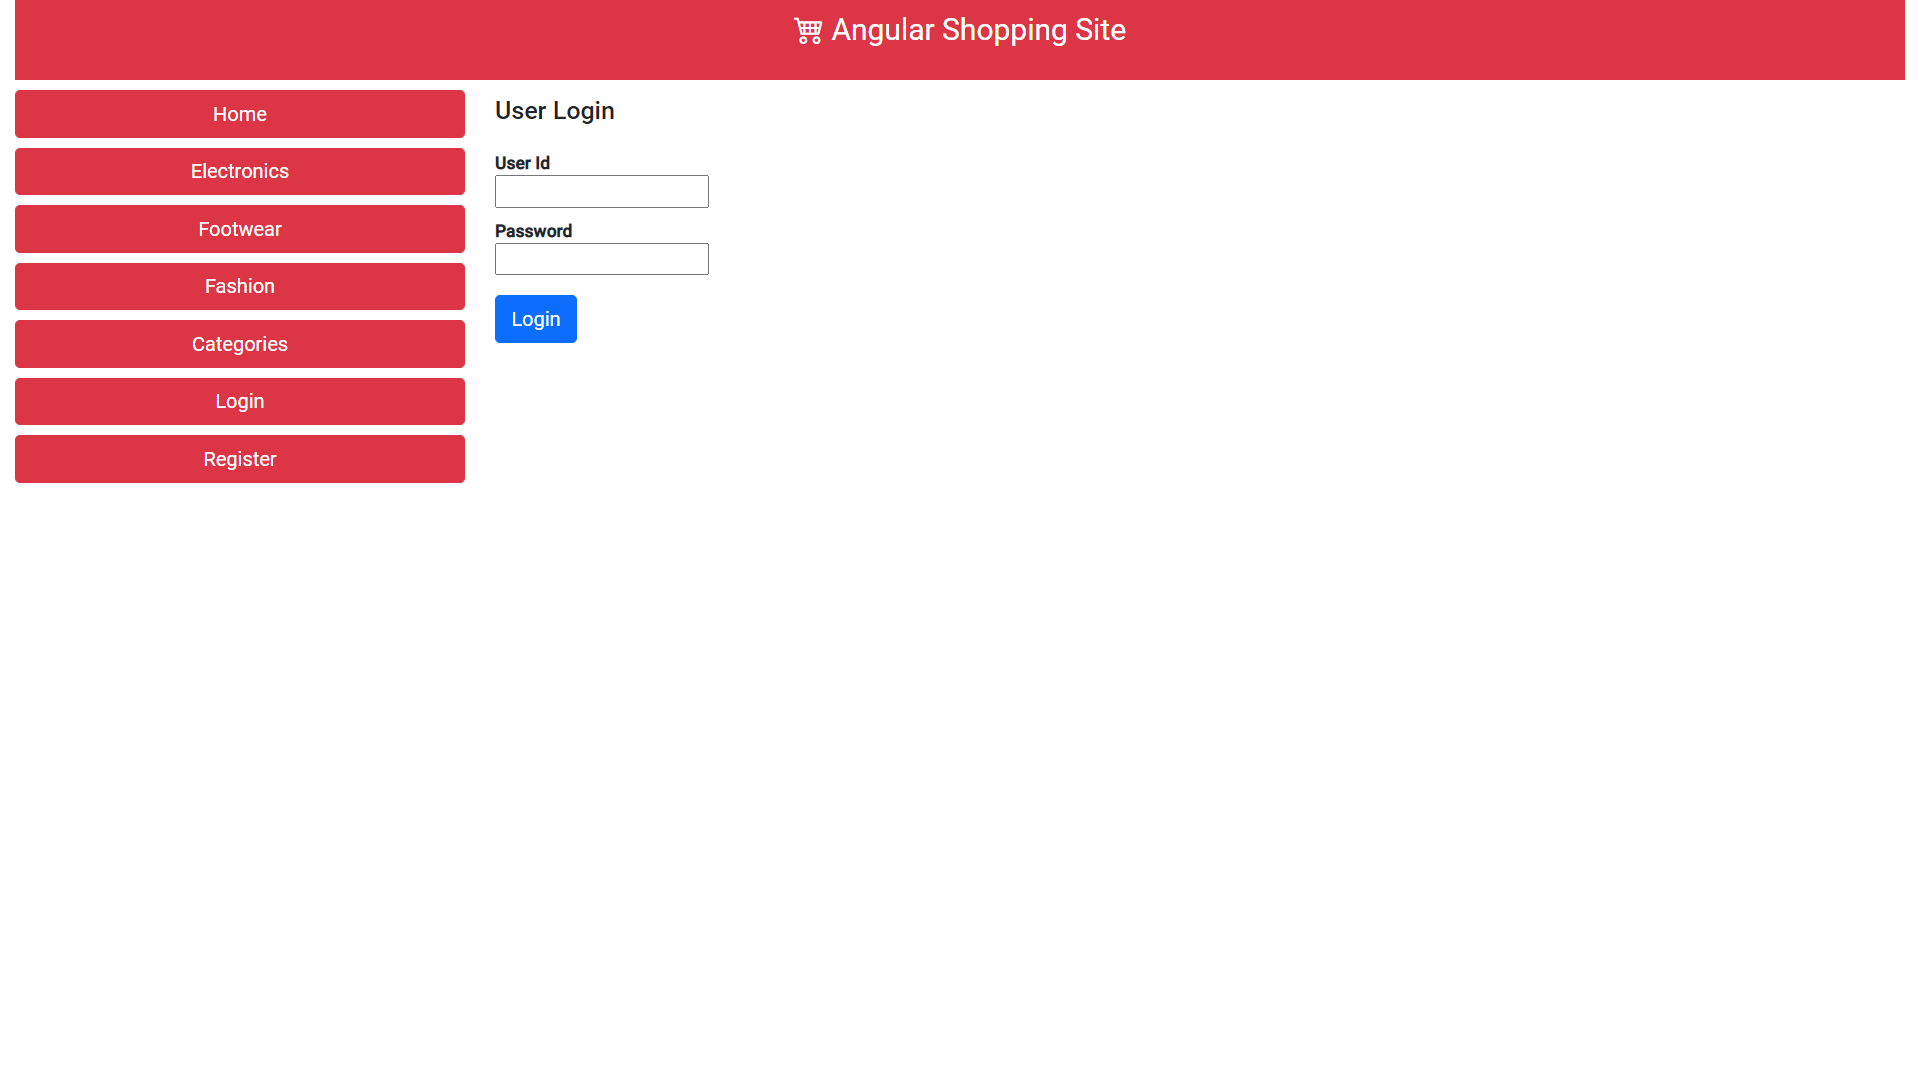 Angular Shopping Site
Home
Electronics
Footwear
Fashion
Categories
Login
Register
User Login
User Id
Password
Login